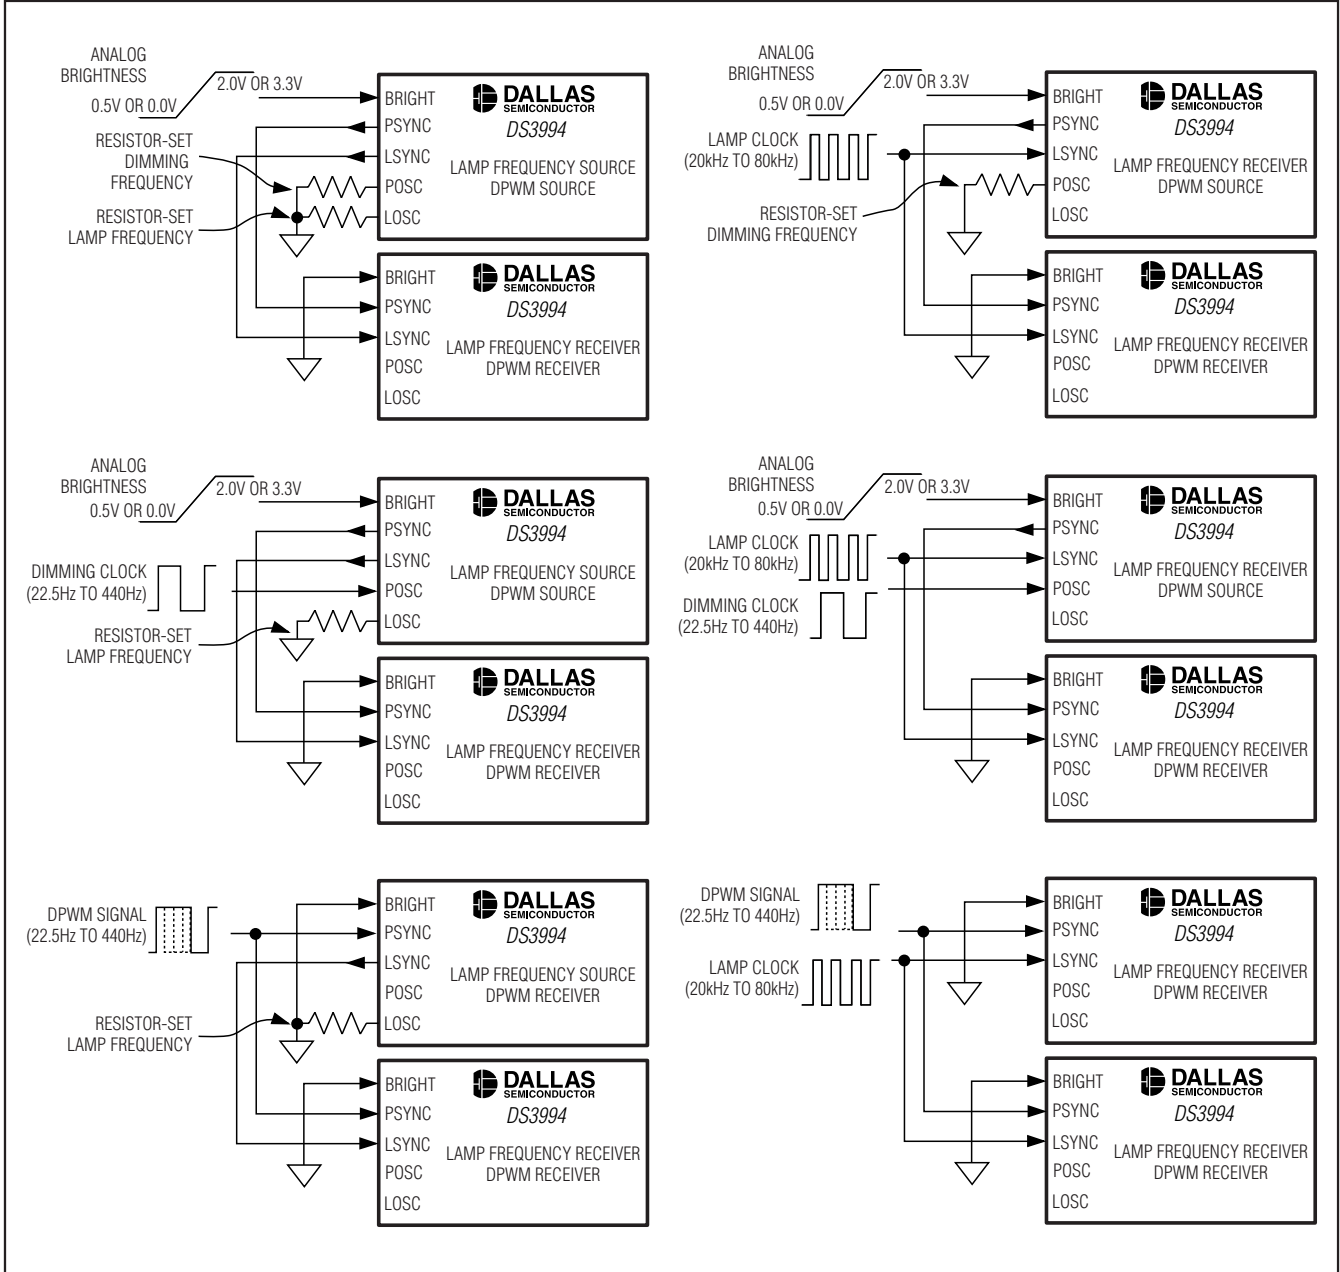 ANALOG
BRIGHTNESS
0.5V OR 0.0V
2.0V OR 3.3V
RESISTOR-SET
DIMMING
FREQUENCY
RESISTOR-SET
LAMP FREQUENCY
BRIGHT
PSYNC
LSYNC
POSC
LOSC
DALLAS
SEMICONDUCTOR
DS3994
LAMP FREQUENCY SOURCE
DPWM SOURCE
BRIGHT
PSYNC
LSYNC
POSC
LOSC
DALLAS
SEMICONDUCTOR
DS3994
LAMP FREQUENCY RECEIVER
DPWM RECEIVER
ANALOG
BRIGHTNESS
0.5V OR 0.0V
2.0V OR 3.3V
LAMP CLOCK
(20kHz TO 80kHz)
RESISTOR-SET
DIMMING FREQUENCY
BRIGHT
PSYNC
LSYNC
POSC
LOSC
DALLAS
SEMICONDUCTOR
DS3994
LAMP FREQUENCY RECEIVER
DPWM SOURCE
BRIGHT
PSYNC
LSYNC
POSC
LOSC
DALLAS
SEMICONDUCTOR
DS3994
LAMP FREQUENCY RECEIVER
DPWM RECEIVER
ANALOG
BRIGHTNESS
0.5V OR 0.0V
2.0V OR 3.3V
DIMMING CLOCK
(22.5Hz TO 440Hz)
RESISTOR-SET
LAMP FREQUENCY
BRIGHT
PSYNC
LSYNC
POSC
LOSC
DALLAS
SEMICONDUCTOR
DS3994
LAMP FREQUENCY SOURCE
DPWM SOURCE
BRIGHT
PSYNC
LSYNC
POSC
LOSC
DALLAS
SEMICONDUCTOR
DS3994
LAMP FREQUENCY RECEIVER
DPWM RECEIVER
ANALOG
BRIGHTNESS
0.5V OR 0.0V
2.0V OR 3.3V
LAMP CLOCK
(20kHz TO 80kHz)
DIMMING CLOCK
(22.5Hz TO 440Hz)
BRIGHT
PSYNC
LSYNC
POSC
LOSC
DALLAS
SEMICONDUCTOR
DS3994
LAMP FREQUENCY RECEIVER
DPWM SOURCE
BRIGHT
PSYNC
LSYNC
POSC
LOSC
DALLAS
SEMICONDUCTOR
DS3994
LAMP FREQUENCY RECEIVER
DPWM RECEIVER
DPWM SIGNAL
(22.5Hz TO 440Hz)
RESISTOR-SET
LAMP FREQUENCY
BRIGHT
PSYNC
LSYNC
POSC
LOSC
DALLAS
SEMICONDUCTOR
DS3994
LAMP FREQUENCY SOURCE
DPWM RECEIVER
BRIGHT
PSYNC
LSYNC
POSC
LOSC
DALLAS
SEMICONDUCTOR
DS3994
LAMP FREQUENCY RECEIVER
DPWM RECEIVER
DPWM SIGNAL
(22.5Hz TO 440Hz)
LAMP CLOCK
(20kHz TO 80kHz)
BRIGHT
PSYNC
LSYNC
POSC
LOSC
DALLAS
SEMICONDUCTOR
DS3994
LAMP FREQUENCY RECEIVER
DPWM RECEIVER
BRIGHT
PSYNC
LSYNC
POSC
LOSC
DALLAS
SEMICONDUCTOR
DS3994
LAMP FREQUENCY RECEIVER
DPWM RECEIVER